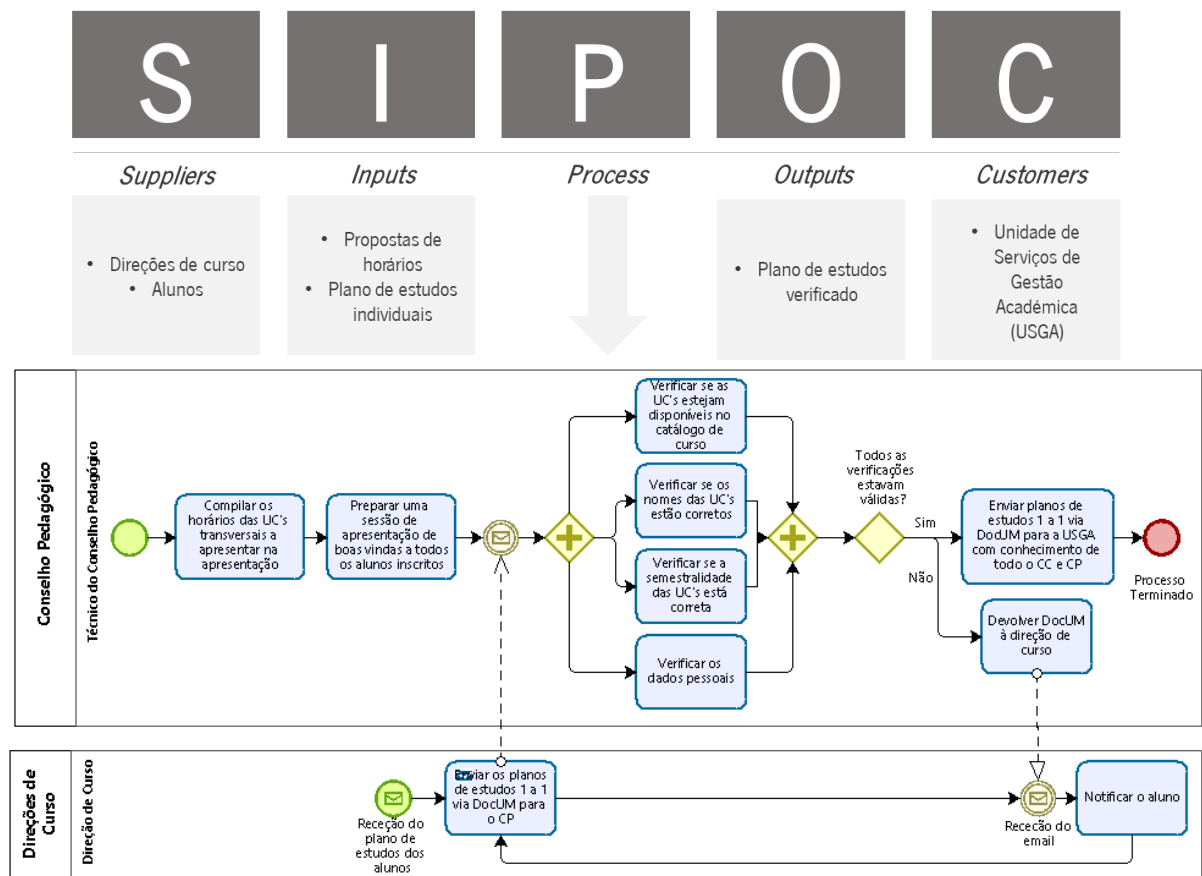 S
I
P
O
C
Suppliers
Inputs
Process
Outputs
Customers
• Direções de curso
• Alunos
• Propostas de
horários
• Plano de estudos
individuais
• Plano de estudos
verificado
• Unidade de
Serviços de
Gestão
Académica
(USGA)
Conselho Pedagógico
Técnico do Conselho Pedagógico
Compilar os
horários das UC's
transversais a
apresentar na
apresentação
Preparar uma
sessão de
apresentação de
boas vindas a todos
os alunos inscritos
Verificar se as
UC's estejam
disponíveis no
catálogo de
curso
Verificar se os
nomes das UC's
estão corretos
Verificar se a
semestralidade
das UC's está
correta
Verificar os
dados pessoais
Todos as
verificações
estavam
válidas?
Sim
Não
Enviar planos de
estudos 1 a 1 via
DocUM para a USGA
com conhecimento de
todo o CC e CP
Processo
Terminado
Devolver DocUM
à direção de
curso
Direções de
Curso
Direção de Curso
Receção do
plano de
estudos dos
alunos
Enviar os planos
de estudos 1 a 1
via DocUM para
o CP
Receção do
email
Notificar o aluno